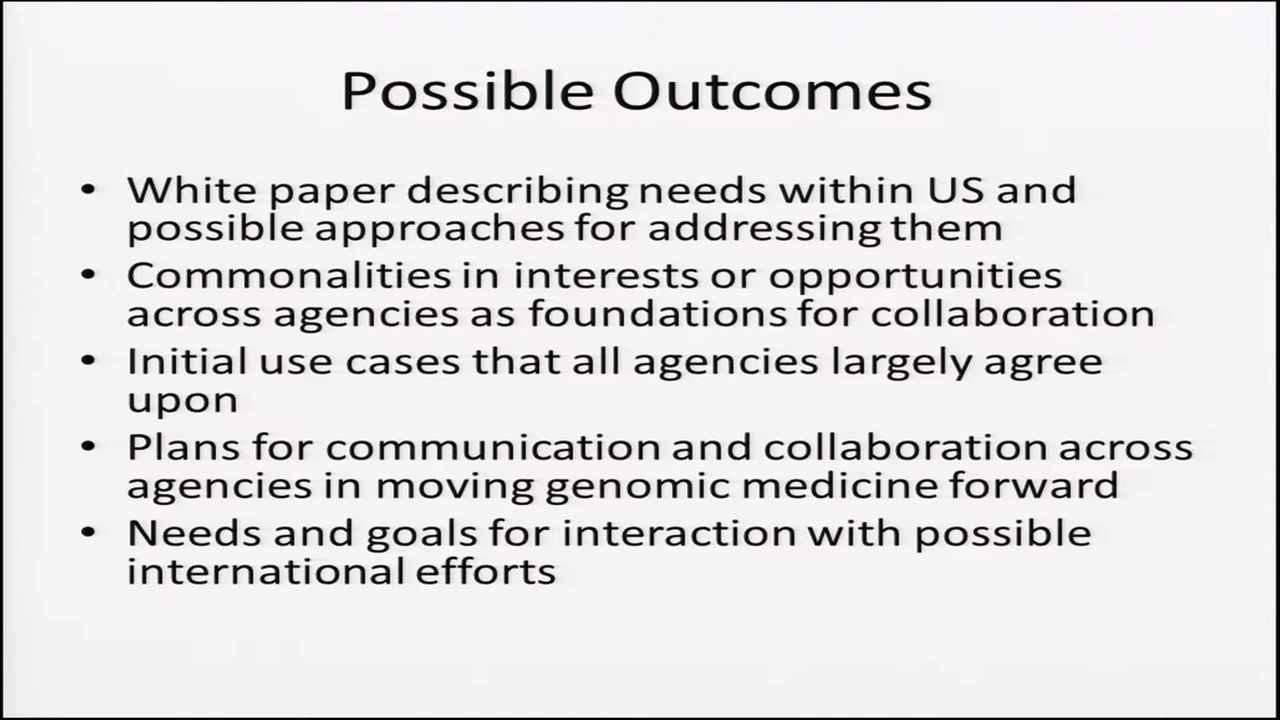 Possible Outcomes
• White paper describing needs within US and
possible approaches for addressing them
• Commonalities in interests or opportunities
across agencies as foundations for collaboration
• Initial use cases that all agencies largely agree
upon
• Plans for communication and collaboration across
agencies in moving genomic medicine forward
• Needs and goals for interaction with possible
international efforts